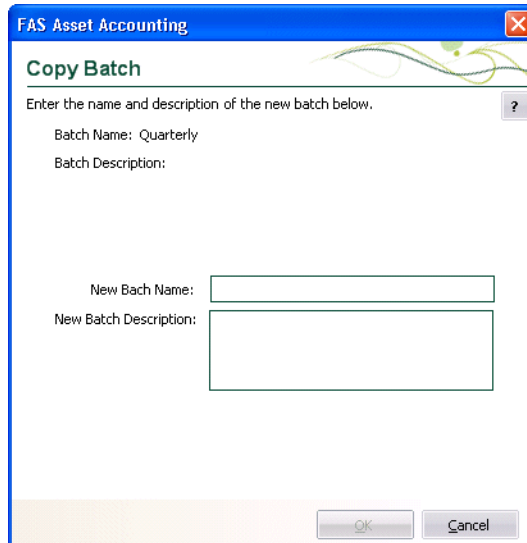 FAS Asset Accounting
Copy Batch
Enter the name and description of the new batch below.
?
Batch Name: Quarterly
Batch Description:
New Bach Name:
New Batch Description:
OK Cancel